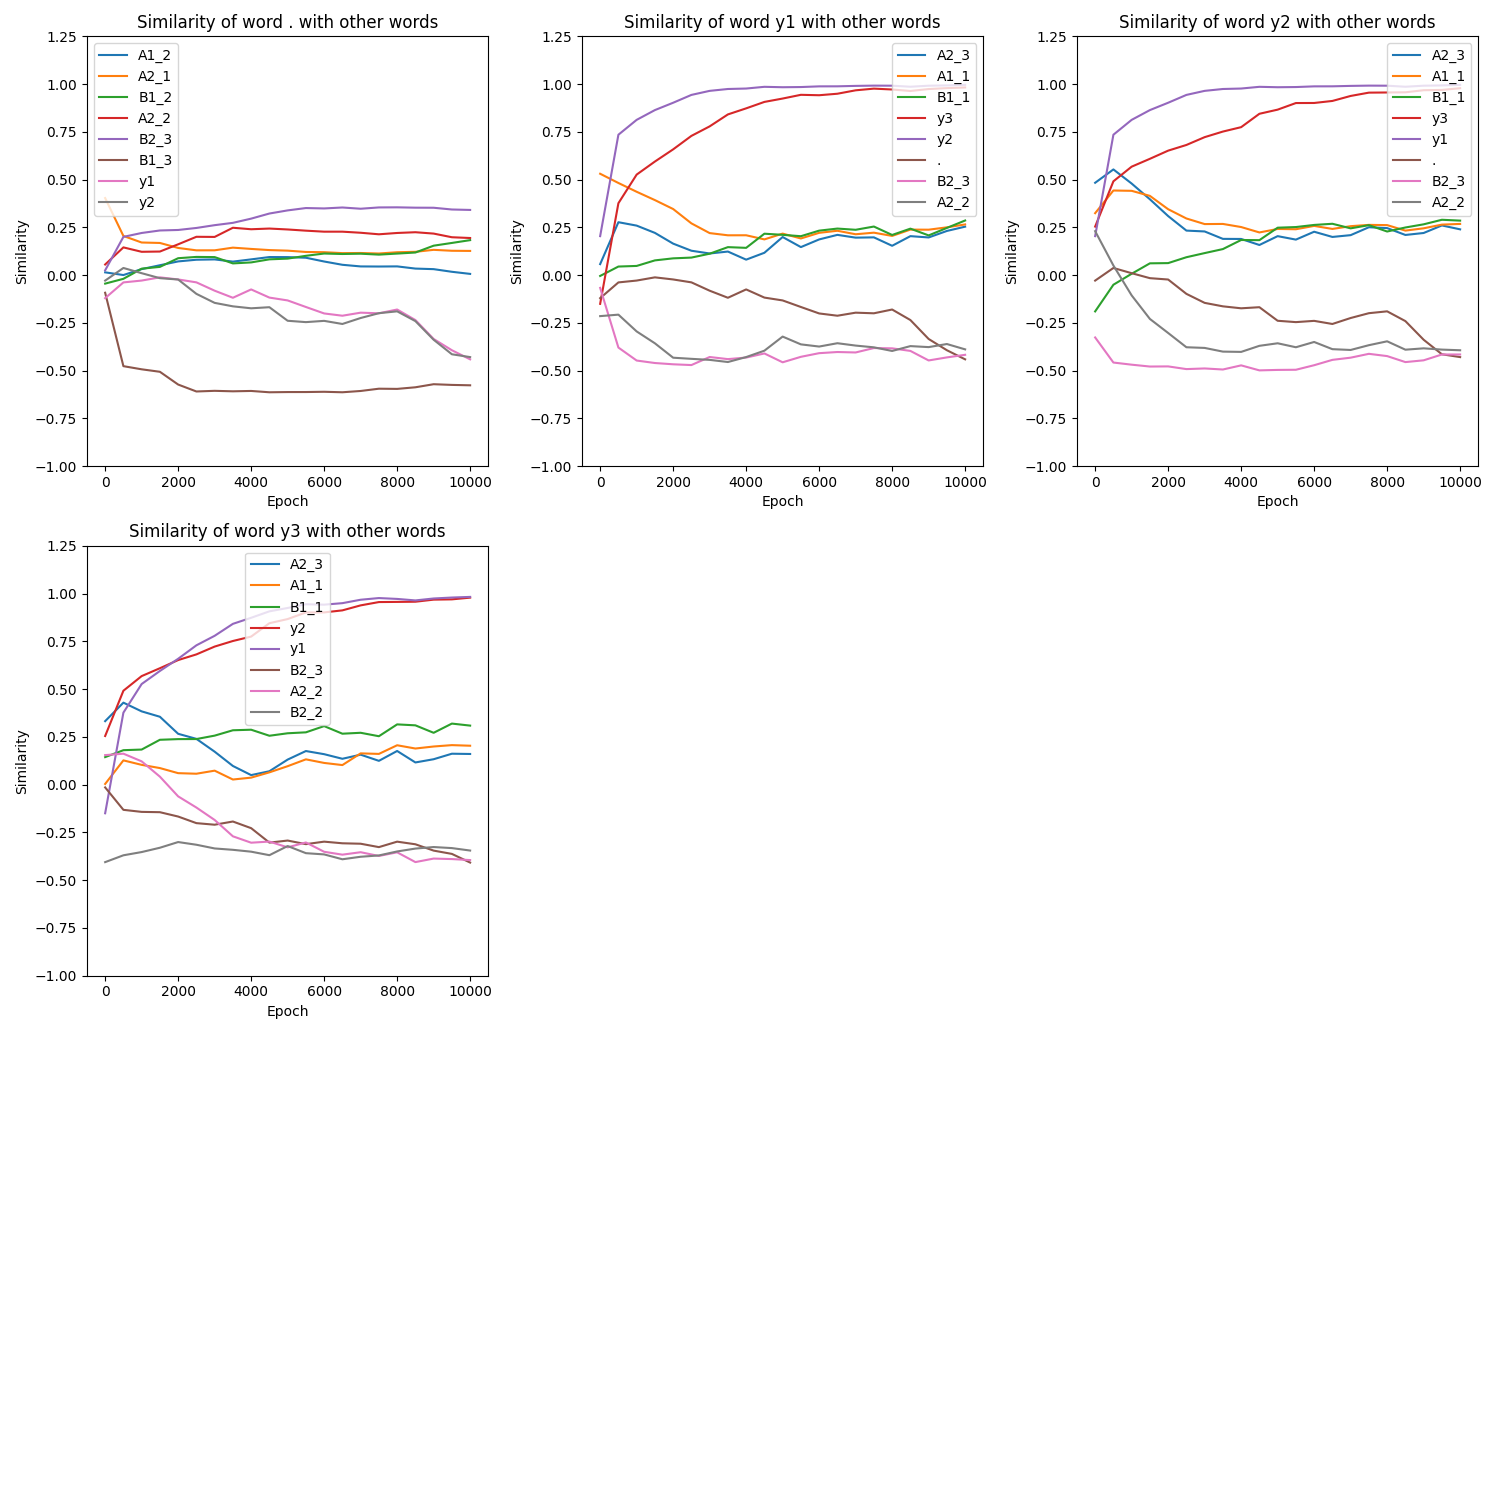 Similarity of word . with other words
1.25
1.00
0.75
0.50
0.25
0.00
−0.25
−0.50
−0.75
−1.00
Similarity
A1_2
A2_1
B1_2
A2_2
B2_3
B1_3
y1
y2
0 2000 4000 6000 8000 10000
Epoch
Similarity of word y1 with other words
1.25
1.00
0.75
0.50
0.25
0.00
−0.25
−0.50
−0.75
−1.00
Similarity
A2_3
A1_1
B1_1
y3
y2
.
B2_3
A2_2
0 2000 4000 6000 8000 10000
Epoch
Similarity of word y2 with other words
1.25
1.00
0.75
0.50
0.25
0.00
−0.25
−0.50
−0.75
−1.00
Similarity
A2_3
A1_1
B1_1
y3
y1
.
B2_3
A2_2
0 2000 4000 6000 8000 10000
Epoch
Similarity of word y3 with other words
1.25
1.00
0.75
0.50
0.25
0.00
−0.25
−0.50
−0.75
−1.00
Similarity
A2_3
A1_1
B1_1
y2
y1
B2_3
A2_2
B2_2
0 2000 4000 6000 8000 10000
Epoch